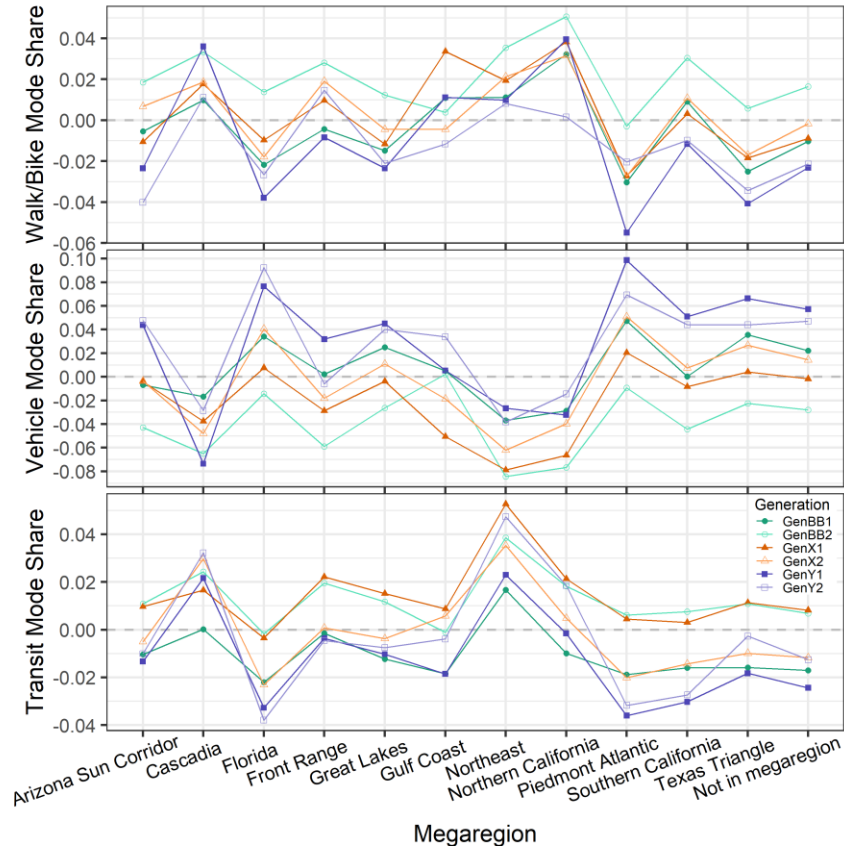 Walk/Bike Mode Share
0.04
0.02
0.00
-0.02
-0.04
-0.06
Vehicle Mode Share
0.10
0.08
0.06
0.04
0.02
0.00
-0.02
-0.04
-0.06
-0.08
Transit Mode Share
0.04
0.02
0.00
-0.02
-0.04
Generation
GenBB1
GenBB2
GenX1
GenX2
GenY1
GenY2
Arizona Sun Corridor
Cascadia
Florida
Front Range
Great Lakes
Gulf Coast
Northeast
Northern California
Piedmont Atlantic
Southern California
Texas Triangle
Not in megaregion
Megaregion